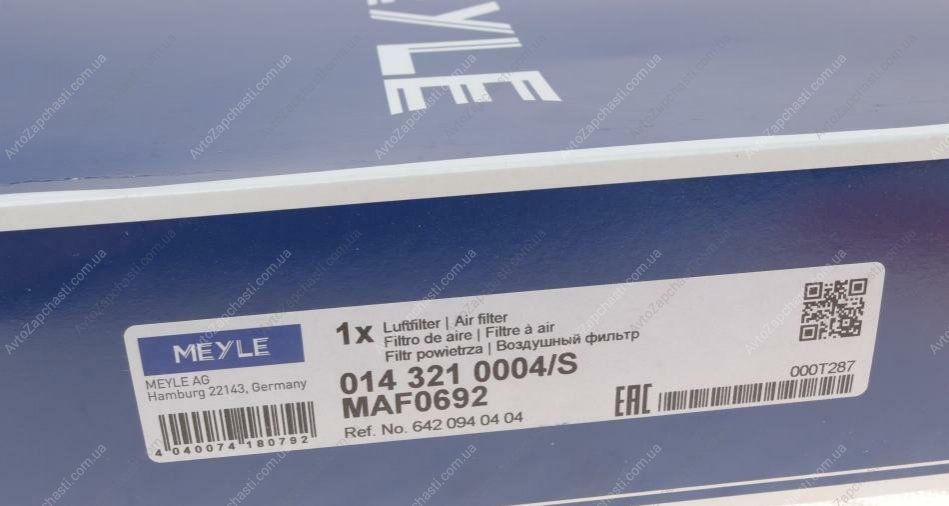 MEYLE
MEYLE
MEYLE AG
Hamburg 22143, Germany
4 040074 180792
1x
Luftfilter | Air filter
Filtro de aire | Filtre à air
Filtr powietrza | Воздушный фильтр
014 321 0004/S
MAF0692
Ref. No. 642 094 04 04
EAC
000T287
AvtoZapchasti.com.ua